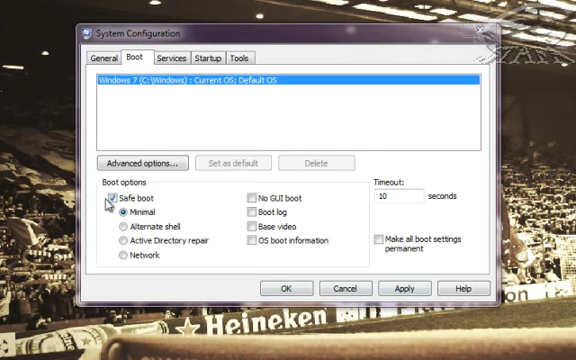 System Configuration
General Boot Services Startup Tools
Windows 7 (C:\Windows) : Current OS; Default OS
Advanced options... Set as default Delete
Boot options
Timeout:
Safe boot No GUI boot
10 seconds
Minimal Boot log
Alternate shell Base video
Active Directory repair OS boot information
Make all boot settings
permanent
Network
OK Cancel Apply Help
Heineken